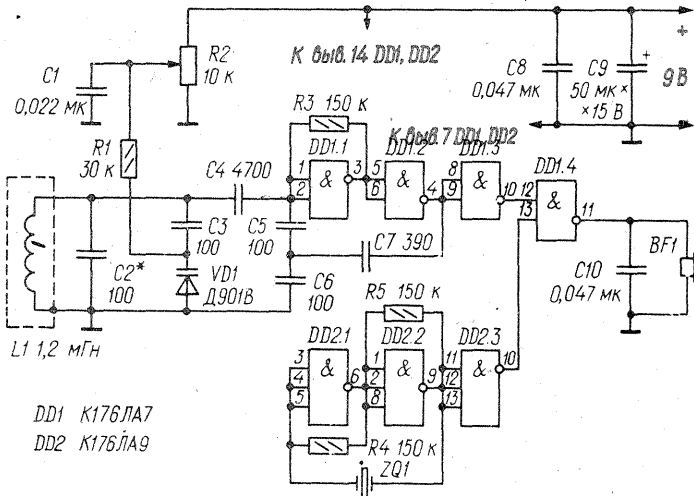 R2
10 к
К выв. 14 DD1, DD2
C1
0,022 мк
C8
0,047 мк
+
C9
50 мк ×
× 15 В
+
9 В
R3 150 к
К выв. 7 DD1, DD2
R1
30 к
C4 4700
DD1.1
&
1
2
3
DD1.2
&
5
6
4
DD1.3
&
8
9
10
DD1.4
&
12
13
11
C3
100
C5
100
C7 390
C2*
100
VD1
Д901В
C6
100
C10
0,047 мк
BF1
L1 1,2 мГн
R5 150 к
DD2.1
&
3
4
5
6
DD2.2
&
1
2
8
9
DD2.3
&
11
12
13
10
R4 150 к
ZQ1
DD1 К176ЛА7
DD2 К176ЛА9